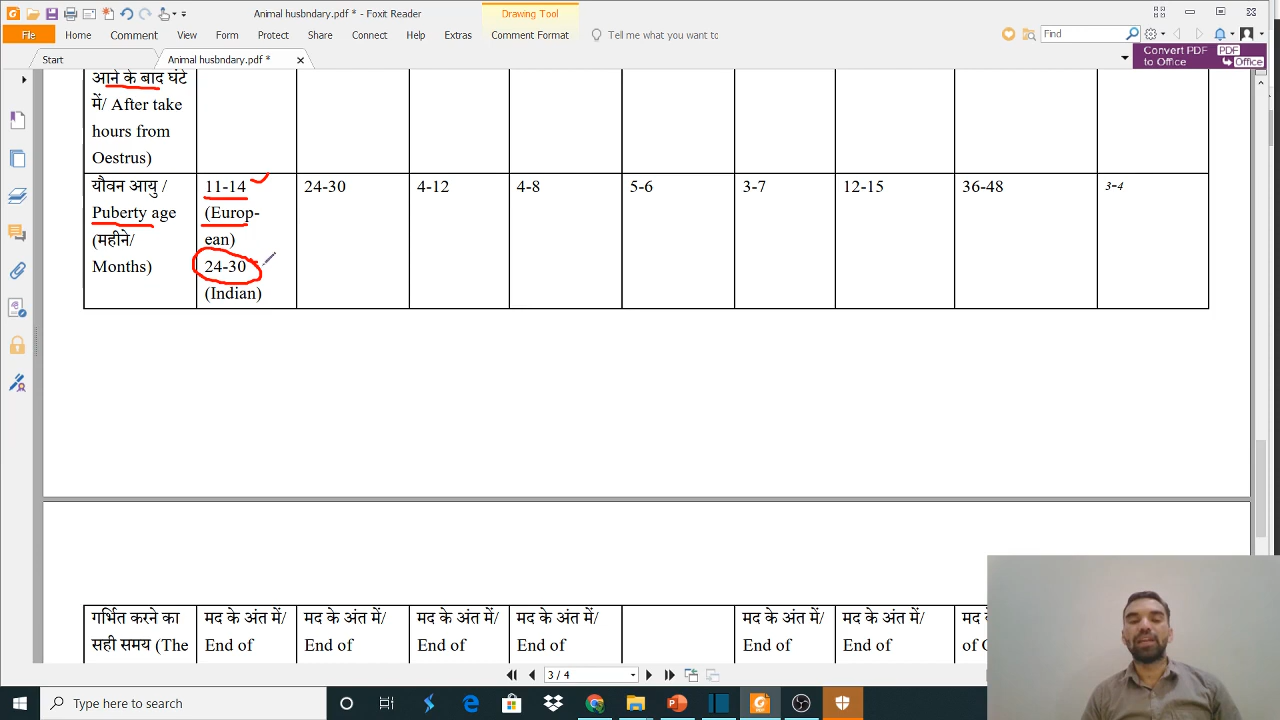 Animal husbndary.pdf * - Foxit Reader
Drawing Tool
File Home Comment View Form Protect Share Connect Help Extras Comment Format Tell me what you want to Find
Start Animal husbndary.pdf *
Convert PDF to Office PDF Office
आने के बाद घंटे
में/ After take
hours from
Oestrus)
यौवन आयु / 11-14 24-30 4-12 4-8 5-6 3-7 12-15 36-48 3-4
Puberty age (Europ-
(महीने/ ean)
Months) 24-30
(Indian)
गर्भित करने का मद के अंत में/ मद के अंत में/ मद के अंत में/ मद के अंत में/ मद के अंत में/ मद के अंत में/ मद
सही समय (The End of End of End of End of End of End of of
3 / 4
Type here to search